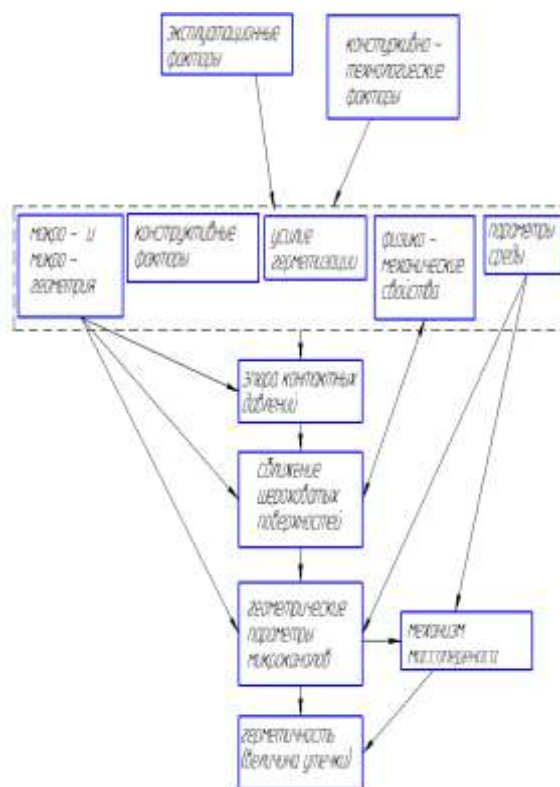 эксплуатационные
факторы
констуривно -
технологические
факторы
макро - и
микро -
геометрия
конструктивные
факторы
усилие
герметизации
физико -
механические
свойства
параметры
среды
эпюра контактных
давлений
сближение
шероховатых
поверхностей
геометрические
параметры
микроканалов
механизм
массопереноса
герметичность
(величина утечки)